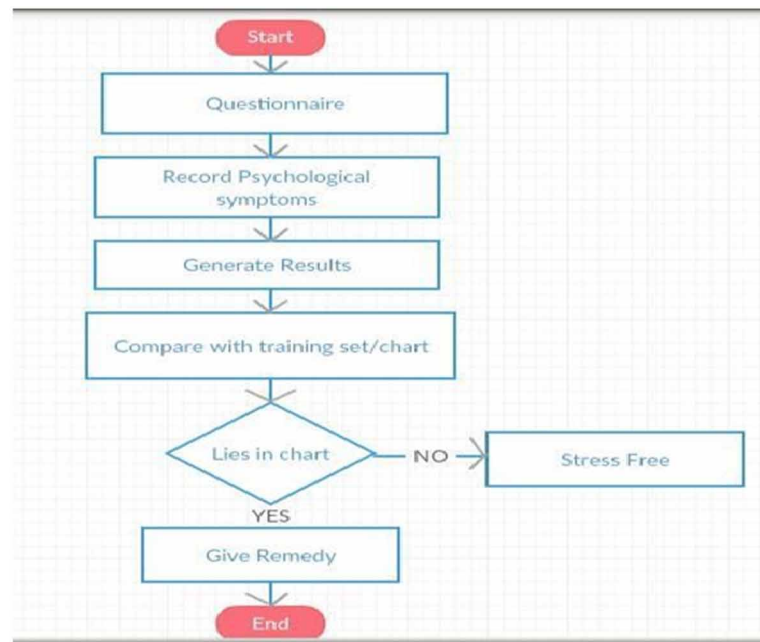 Start
Questionnaire
Record Psychological
symptoms
Generate Results
Compare with training set/chart
Lies in chart
NO
Stress Free
YES
Give Remedy
End